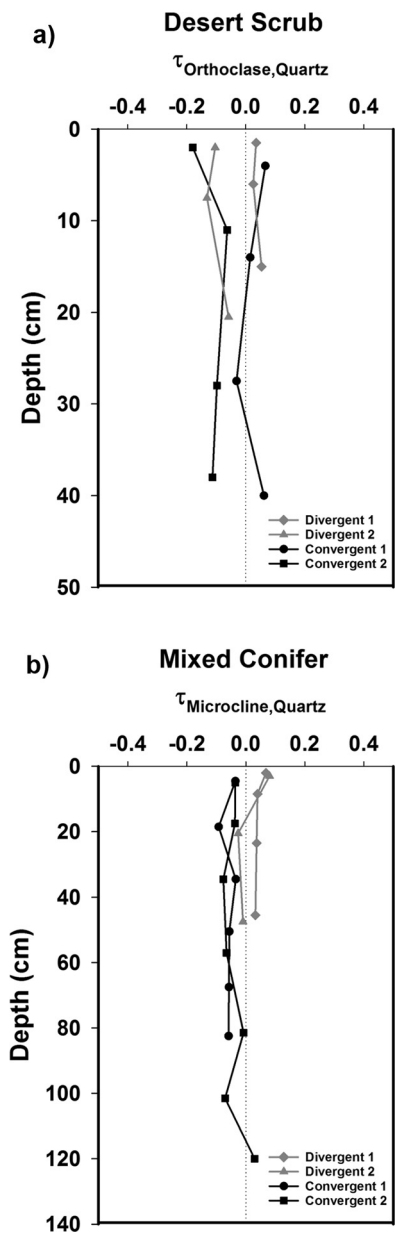 a)
Desert Scrub
τOrthoclase,Quartz
-0.4 -0.2 0.0 0.2 0.4
0
10
20
30
40
50
Depth (cm)
Divergent 1
Divergent 2
Convergent 1
Convergent 2
b)
Mixed Conifer
τMicrocline,Quartz
-0.4 -0.2 0.0 0.2 0.4
0
20
40
60
80
100
120
140
Depth (cm)
Divergent 1
Divergent 2
Convergent 1
Convergent 2